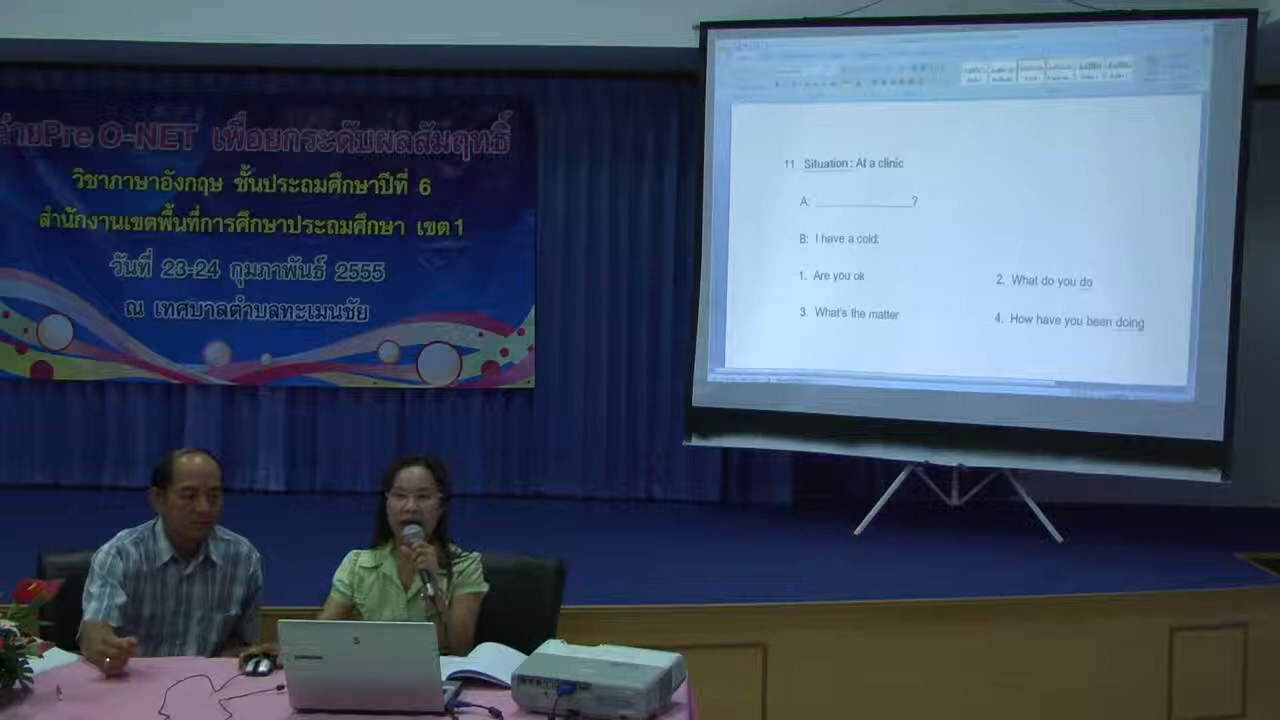 ค่ายPre O-NET เพื่อยกระดับผลสัมฤทธิ์
วิชาภาษาอังกฤษ ชั้นประถมศึกษาปีที่ 6
สำนักงานเขตพื้นที่การศึกษาประถมศึกษา เขต 1
วันที่ 23-24 กุมภาพันธ์ 2555
ณ เทศบาลตำบลทะเมนชัย
11. Situation : At a clinic
A: ________________?
B: I have a cold.
1. Are you ok
2. What do you do
3. What's the matter
4. How have you been doing